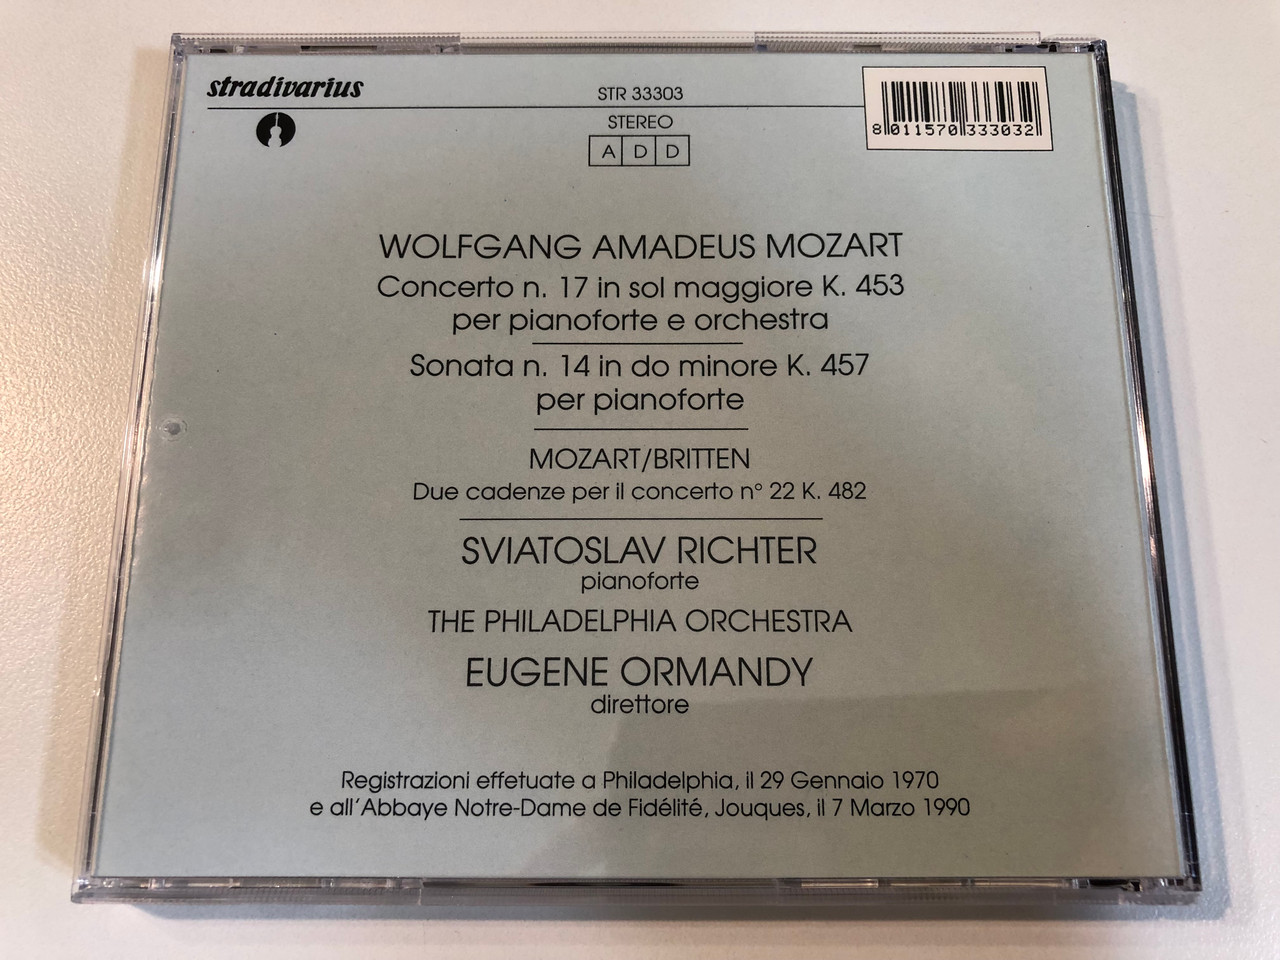 stradivarius
STR 33303
STEREO
A D D
8 011570 333032
WOLFGANG AMADEUS MOZART
Concerto n. 17 in sol maggiore K. 453
per pianoforte e orchestra
Sonata n. 14 in do minore K. 457
per pianoforte
MOZART/BRITTEN
Due cadenze per il concerto n° 22 K. 482
SVIATOSLAV RICHTER
pianoforte
THE PHILADELPHIA ORCHESTRA
EUGENE ORMANDY
direttore
Registrazioni effetuate a Philadelphia, il 29 Gennaio 1970
e all'Abbaye Notre-Dame de Fidélité, Jouques, il 7 Marzo 1990